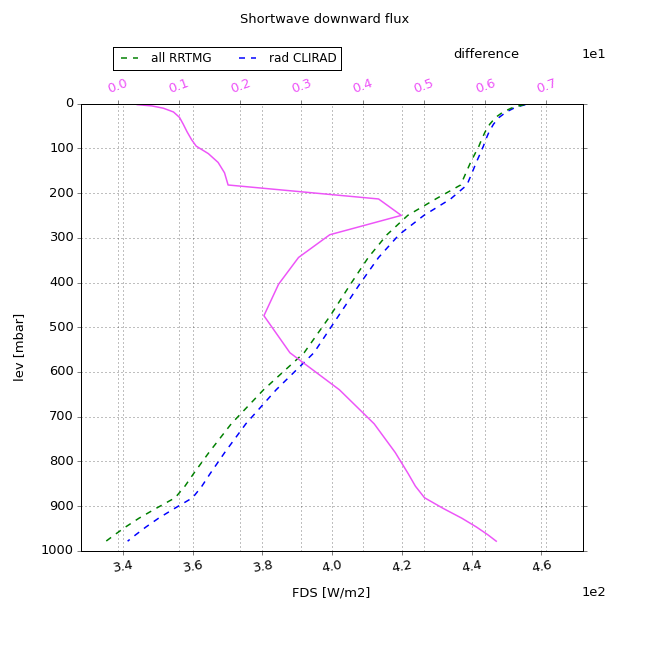 Shortwave downward flux
all RRTMG
rad CLIRAD
difference
1e1
0.0 0.1 0.2 0.3 0.4 0.5 0.6 0.7
0
100
200
300
400
500
600
700
800
900
1000
lev [mbar]
3.4 3.6 3.8 4.0 4.2 4.4 4.6
FDS [W/m2]
1e2